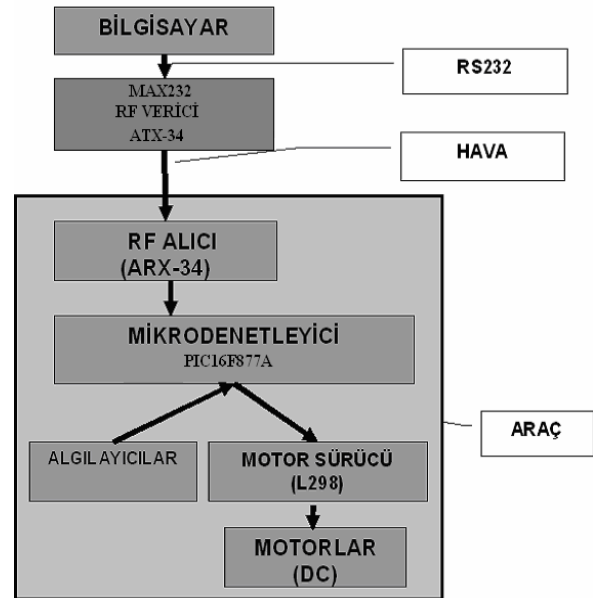 BİLGİSAYAR
RS232
MAX232
RF VERİCİ
ATX-34
HAVA
RF ALICI
(ARX-34)
MİKRODENETLEYİCİ
PIC16F877A
ARAÇ
ALGILAYICILAR
MOTOR SÜRÜCÜ
(L298)
MOTORLAR
(DC)